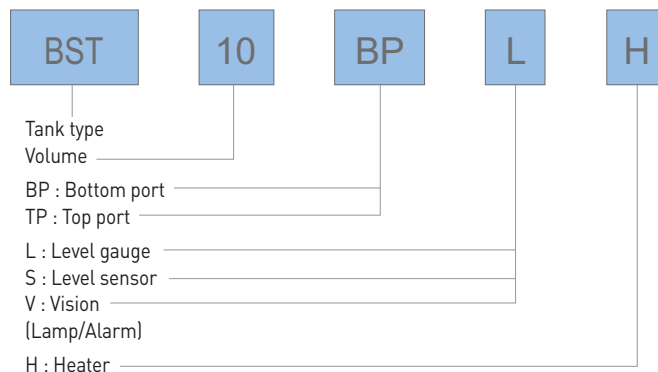 BST 10 BP L H
Tank type
Volume
BP : Bottom port
TP : Top port
L : Level gauge
S : Level sensor
V : Vision
(Lamp/Alarm)
H : Heater